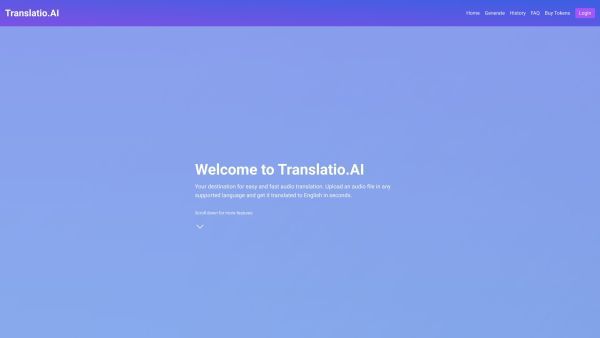 Translatio.AI
Home Generate History FAQ Buy Tokens Login
Welcome to Translatio.AI
Your destination for easy and fast audio translation. Upload an audio file in any
supported language and get it translated to English in seconds.
Scroll down for more features